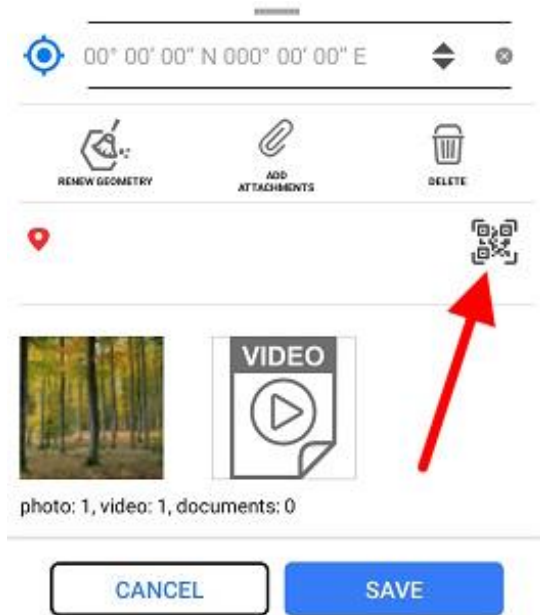 00° 00' 00" N 000° 00' 00" E
RENEW GEOMETRY
ADD
ATTACHMENTS
DELETE
VIDEO
photo: 1, video: 1, documents: 0
CANCEL
SAVE